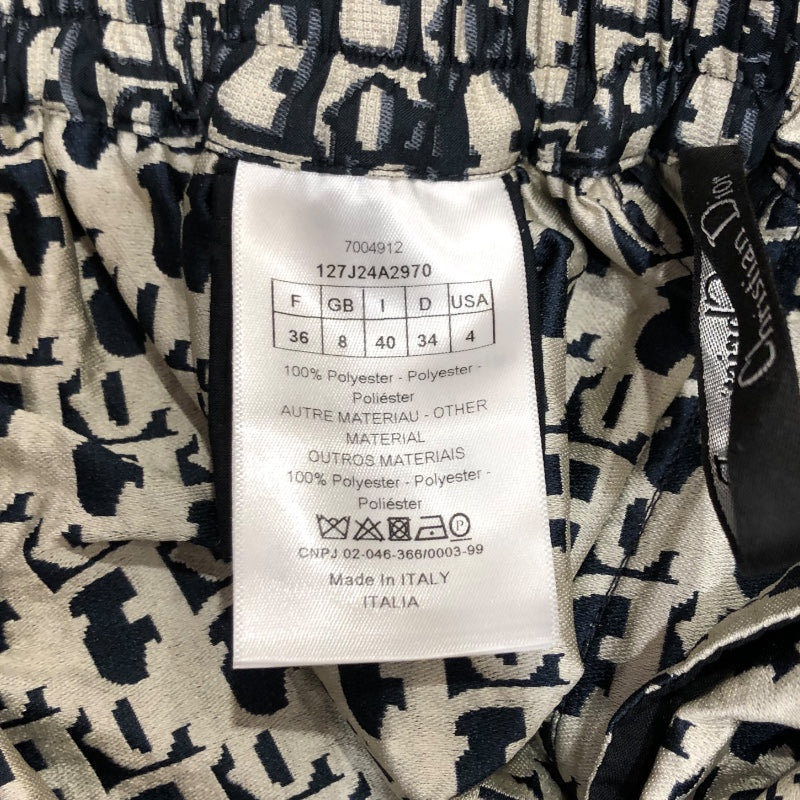 7004912
127J24A2970
F GB I D USA
36 8 40 34 4
100% Polyester - Polyester -
Poliéster
AUTRE MATERIAU - OTHER
MATERIAL
OUTROS MATERIAIS
100% Polyester - Polyester -
Poliéster
P
CNPJ 02-046-366/0003-99
Made In ITALY
ITALIA
Christian Dior